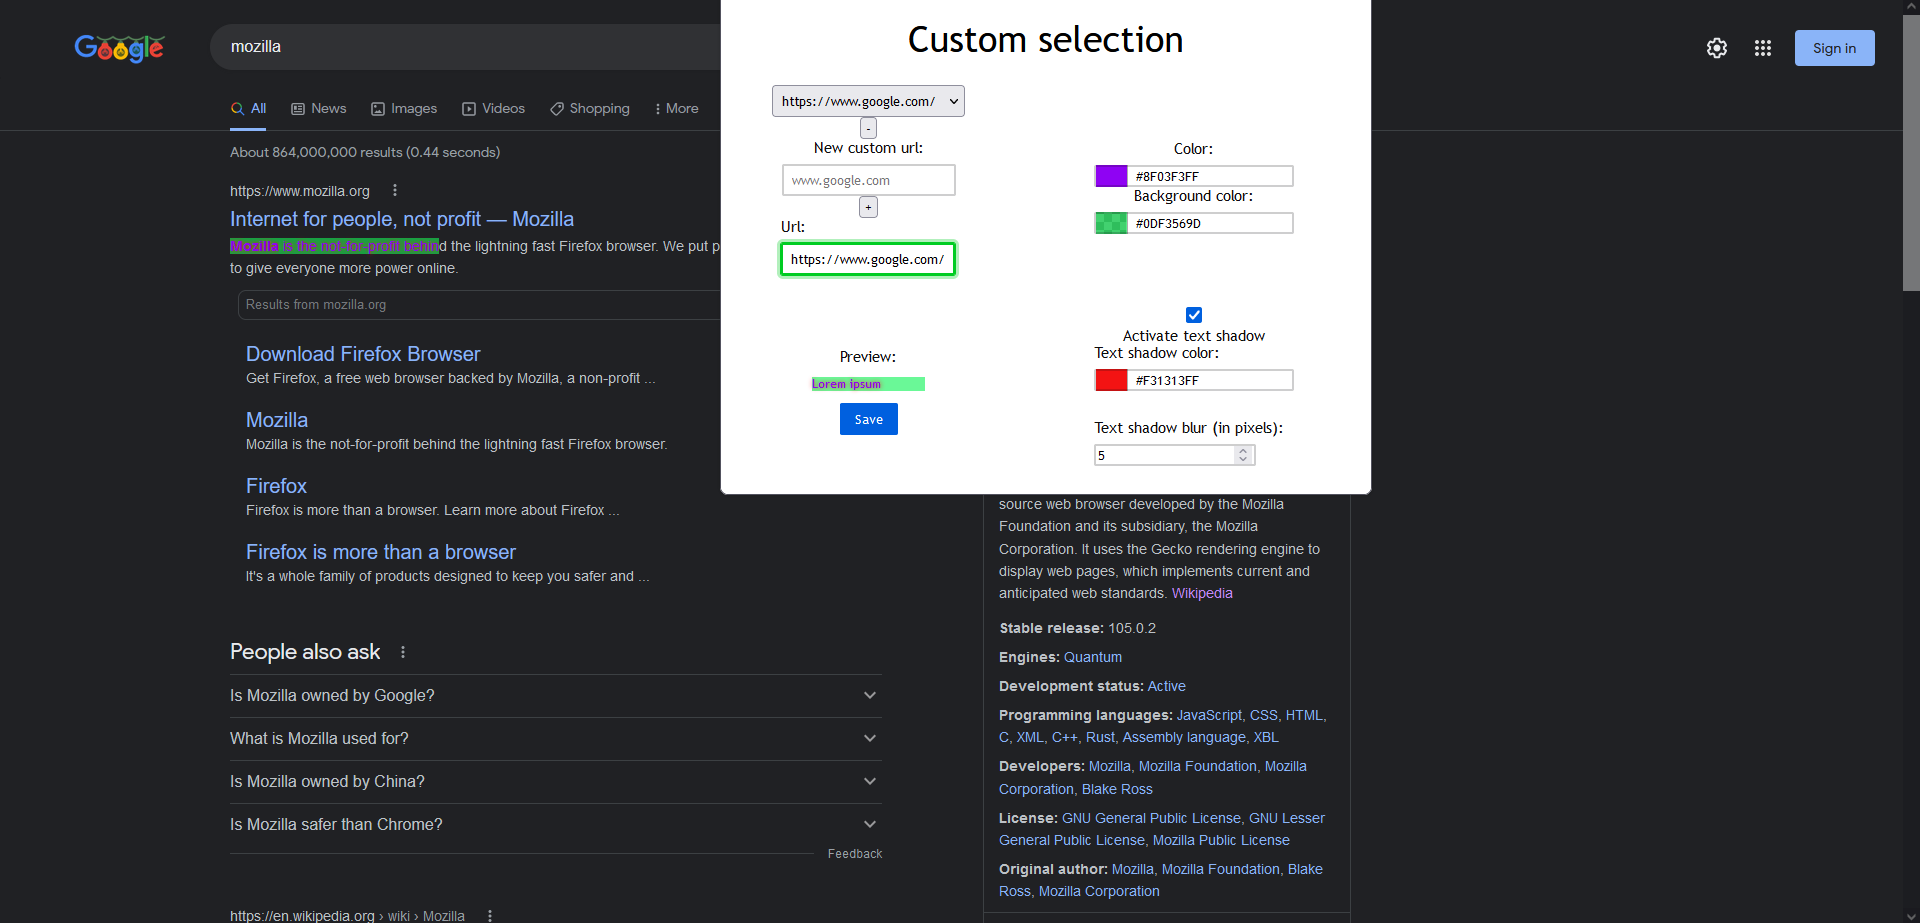 Google
mozilla
Sign in
All
News
Images
Videos
Shopping
More
About 864,000,000 results (0.44 seconds)
https://www.mozilla.org
Internet for people, not profit — Mozilla
Mozilla is the not-for-profit behind the lightning fast Firefox browser. We put p
to give everyone more power online.
Results from mozilla.org
Download Firefox Browser
Get Firefox, a free web browser backed by Mozilla, a non-profit ...
Mozilla
Mozilla is the not-for-profit behind the lightning fast Firefox browser.
Firefox
Firefox is more than a browser. Learn more about Firefox ...
Firefox is more than a browser
It's a whole family of products designed to keep you safer and ...
People also ask
Is Mozilla owned by Google?
What is Mozilla used for?
Is Mozilla owned by China?
Is Mozilla safer than Chrome?
Feedback
https://en.wikipedia.org › wiki › Mozilla
Custom selection
https://www.google.com/
-
New custom url:
www.google.com
+
Url:
https://www.google.com/
Preview:
Lorem ipsum
Save
Color:
#8F03F3FF
Background color:
#0DF3569D
Activate text shadow
Text shadow color:
#F31313FF
Text shadow blur (in pixels):
5
source web browser developed by the Mozilla
Foundation and its subsidiary, the Mozilla
Corporation. It uses the Gecko rendering engine to
display web pages, which implements current and
anticipated web standards. Wikipedia
Stable release: 105.0.2
Engines: Quantum
Development status: Active
Programming languages: JavaScript, CSS, HTML,
C, XML, C++, Rust, Assembly language, XBL
Developers: Mozilla, Mozilla Foundation, Mozilla
Corporation, Blake Ross
License: GNU General Public License, GNU Lesser
General Public License, Mozilla Public License
Original author: Mozilla, Mozilla Foundation, Blake
Ross, Mozilla Corporation